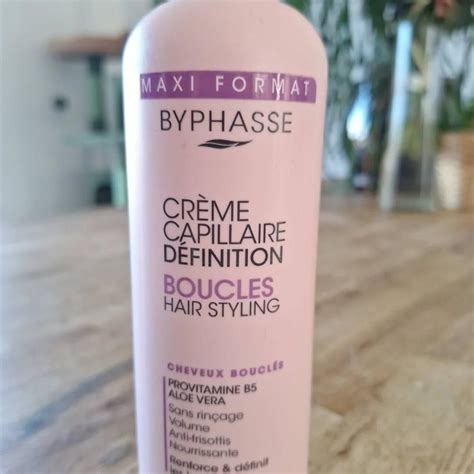 MAXI FORMAT
BYPHASSE
CRÈME
CAPILLAIRE
DÉFINITION
BOUCLES
HAIR STYLING
CHEVEUX BOUCLÉS
PROVITAMINE B5
ALOE VERA
Sans rinçage
Volume
Anti-frisottis
Nourrissante
Renforce & définit